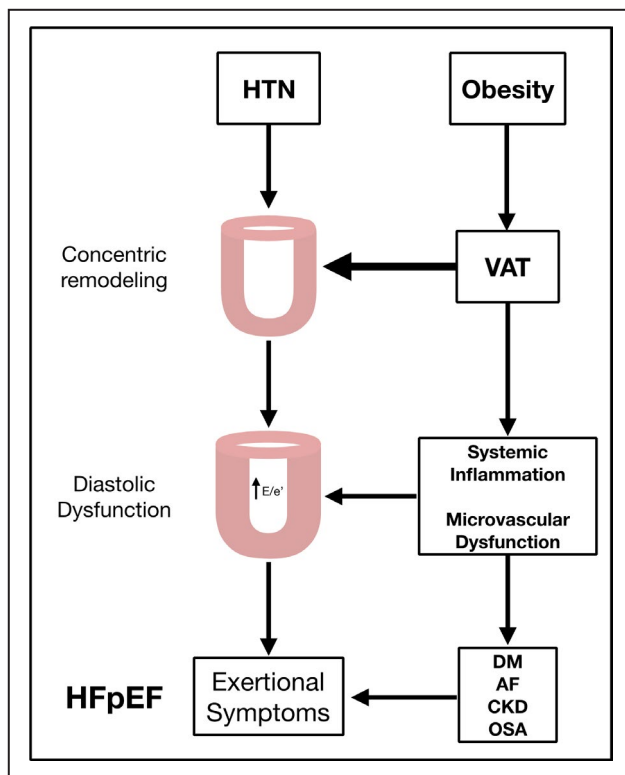 HTN
Obesity
Concentric
remodeling
VAT
Diastolic
Dysfunction
↑ E/e'
Systemic
Inflammation
Microvascular
Dysfunction
HFpEF
Exertional
Symptoms
DM
AF
CKD
OSA